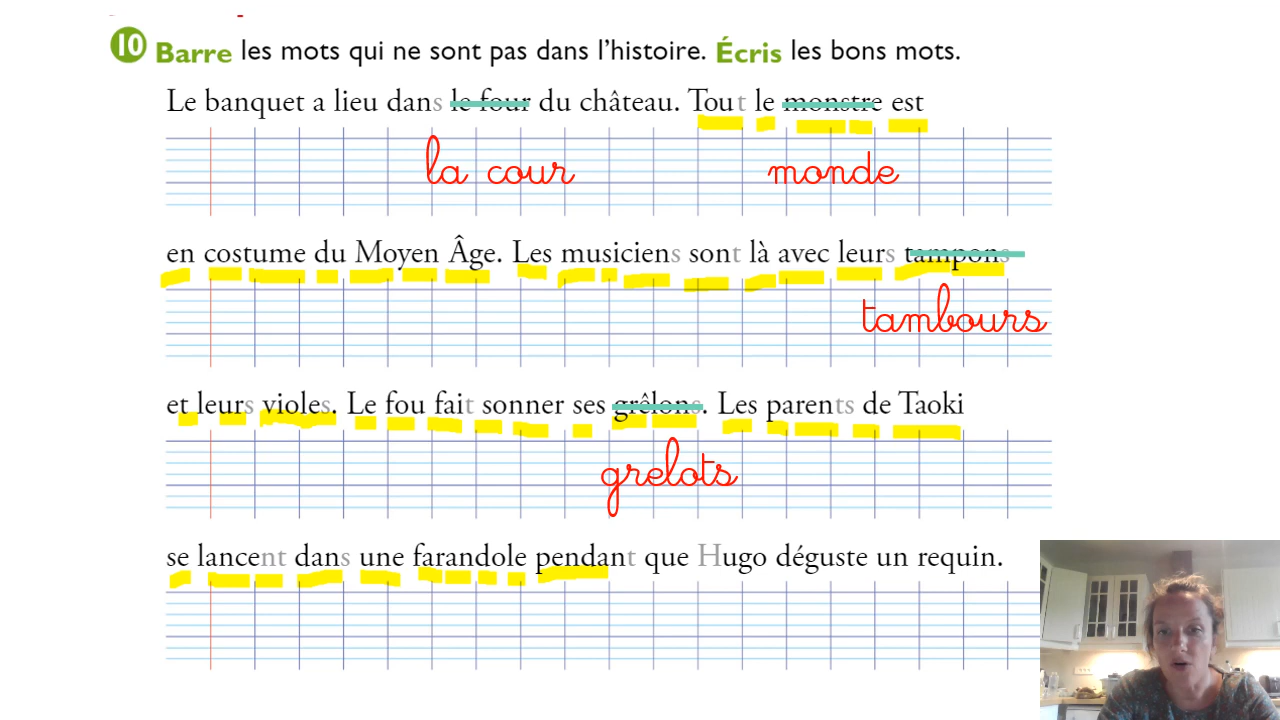 10 Barre les mots qui ne sont pas dans l'histoire. Écris les bons mots.
Le banquet a lieu dans le four du château. Tout le monstre est
la cour monde
en costume du Moyen Âge. Les musiciens sont là avec leurs tampons
tambours
et leurs violes. Le fou fait sonner ses grêlons. Les parents de Taoki
grelots
se lancent dans une farandole pendant que Hugo déguste un requin.